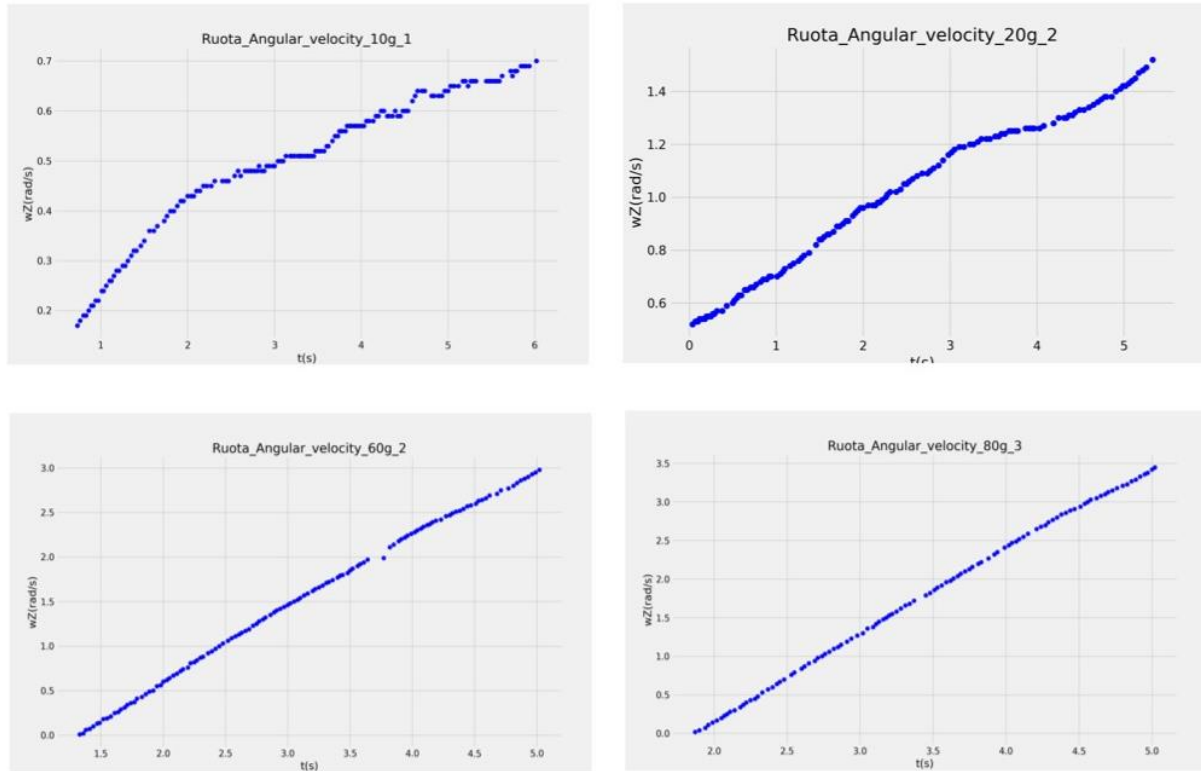 Ruota_Angular_velocity_10g_1
wZ(rad/s)
0.7
0.6
0.5
0.4
0.3
0.2
1 2 3 4 5 6
t(s)
Ruota_Angular_velocity_20g_2
wZ(rad/s)
1.4
1.2
1.0
0.8
0.6
0 1 2 3 4 5
t(s)
Ruota_Angular_velocity_60g_2
wZ(rad/s)
3.0
2.5
2.0
1.5
1.0
0.5
0.0
1.5 2.0 2.5 3.0 3.5 4.0 4.5 5.0
t(s)
Ruota_Angular_velocity_80g_3
wZ(rad/s)
3.5
3.0
2.5
2.0
1.5
1.0
0.5
0.0
2.0 2.5 3.0 3.5 4.0 4.5 5.0
t(s)